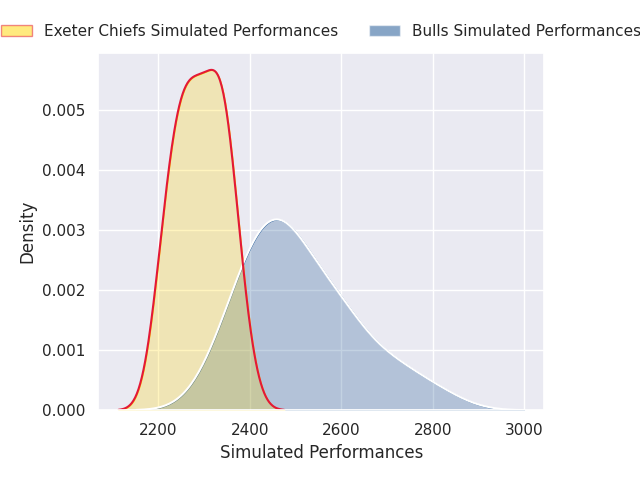 Exeter Chiefs Simulated Performances Bulls Simulated Performances
0.005
0.004
0.003
0.002
0.001
0.000
Density
2200 2400 2600 2800 3000
Simulated Performances